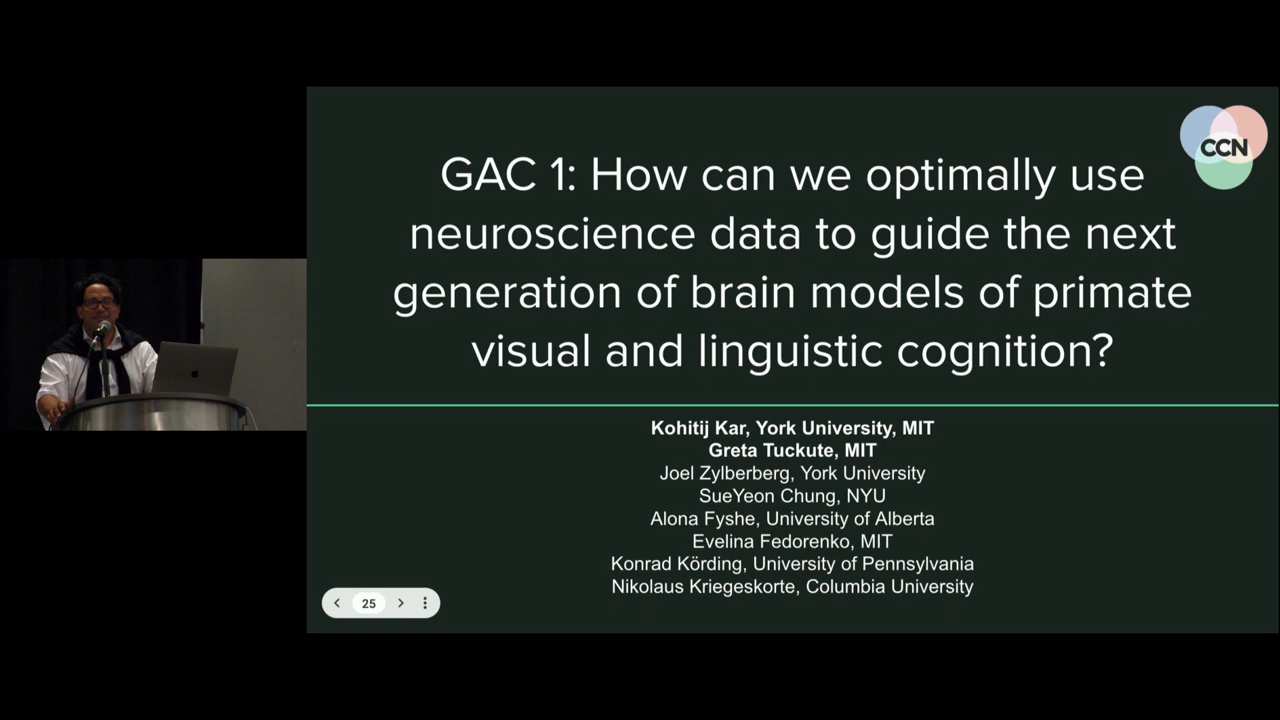 CCN
GAC 1: How can we optimally use
neuroscience data to guide the next
generation of brain models of primate
visual and linguistic cognition?
Kohitij Kar, York University, MIT
Greta Tuckute, MIT
Joel Zylberberg, York University
SueYeon Chung, NYU
Alona Fyshe, University of Alberta
Evelina Fedorenko, MIT
Konrad Körding, University of Pennsylvania
Nikolaus Kriegeskorte, Columbia University
25